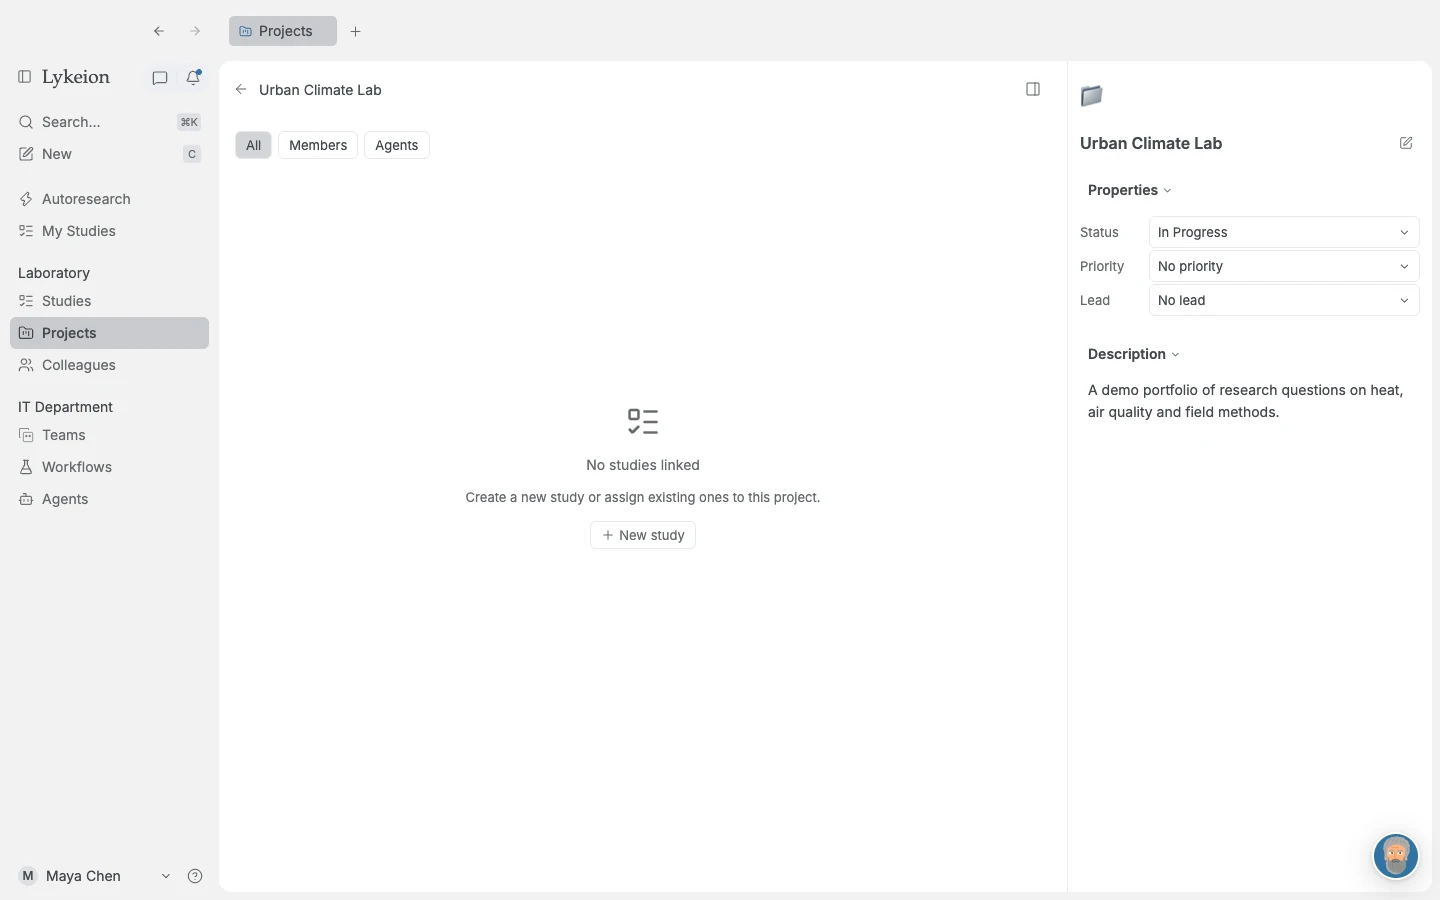 Projects
Lykeion
Search...
⌘K
New
C
Autoresearch
My Studies
Laboratory
Studies
Projects
Colleagues
IT Department
Teams
Workflows
Agents
M
Maya Chen
Urban Climate Lab
All
Members
Agents
No studies linked
Create a new study or assign existing ones to this project.
New study
Urban Climate Lab
Properties
Status
In Progress
Priority
No priority
Lead
No lead
Description
A demo portfolio of research questions on heat,
air quality and field methods.